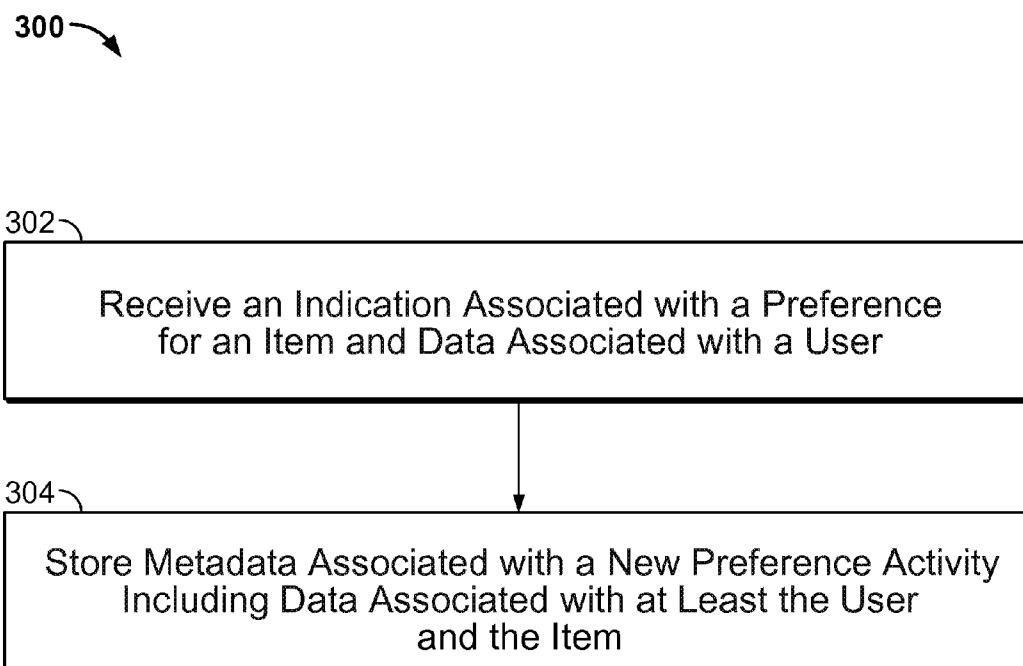 300
302
Receive an Indication Associated with a Preference
for an Item and Data Associated with a User
304
Store Metadata Associated with a New Preference Activity
Including Data Associated with at Least the User
and the Item